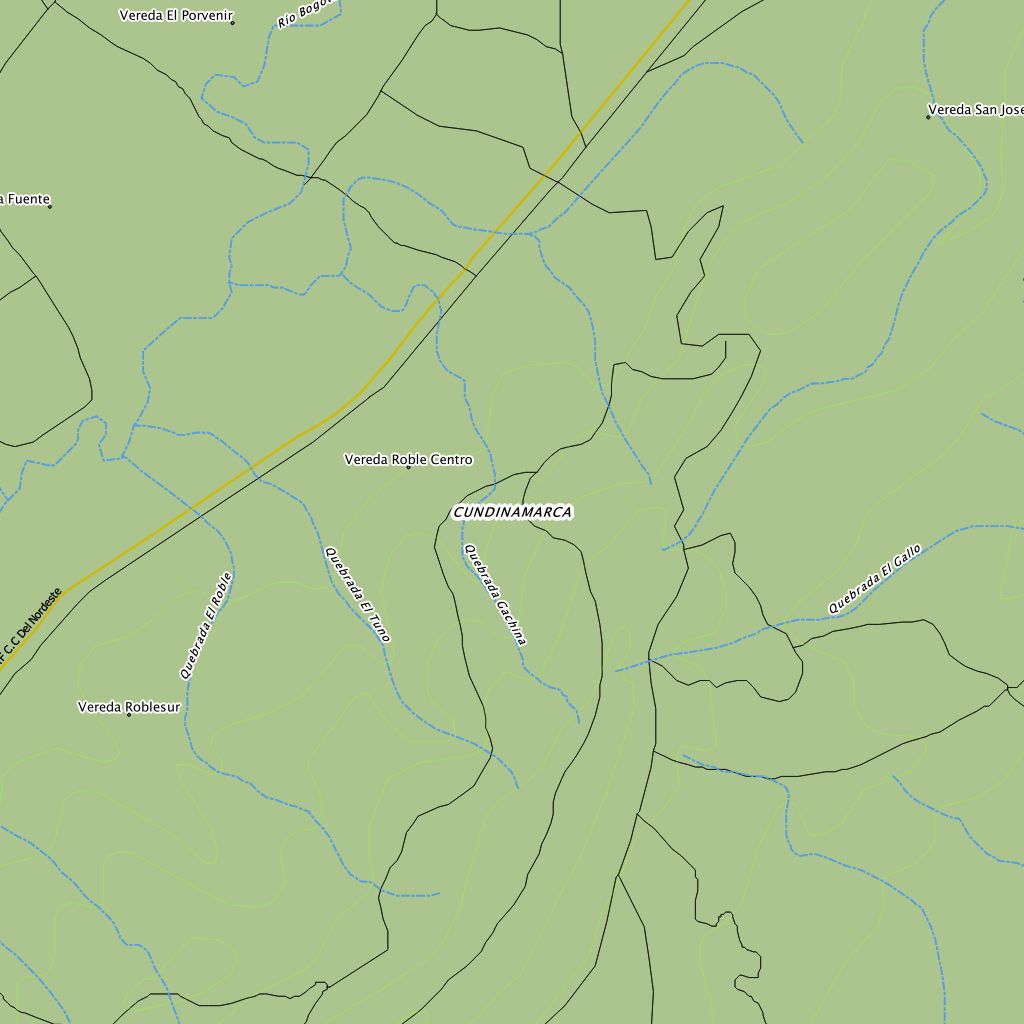 Vereda El Porvenir
Río Bogo
Vereda San Jose
a Fuente
Vereda Roble Centro
CUNDINAMARCA
Quebrada El Gallo
Quebrada El Roble
Quebrada El Tuno
Quebrada Gachina
F C.C Del Nordeste
Vereda Roblesur